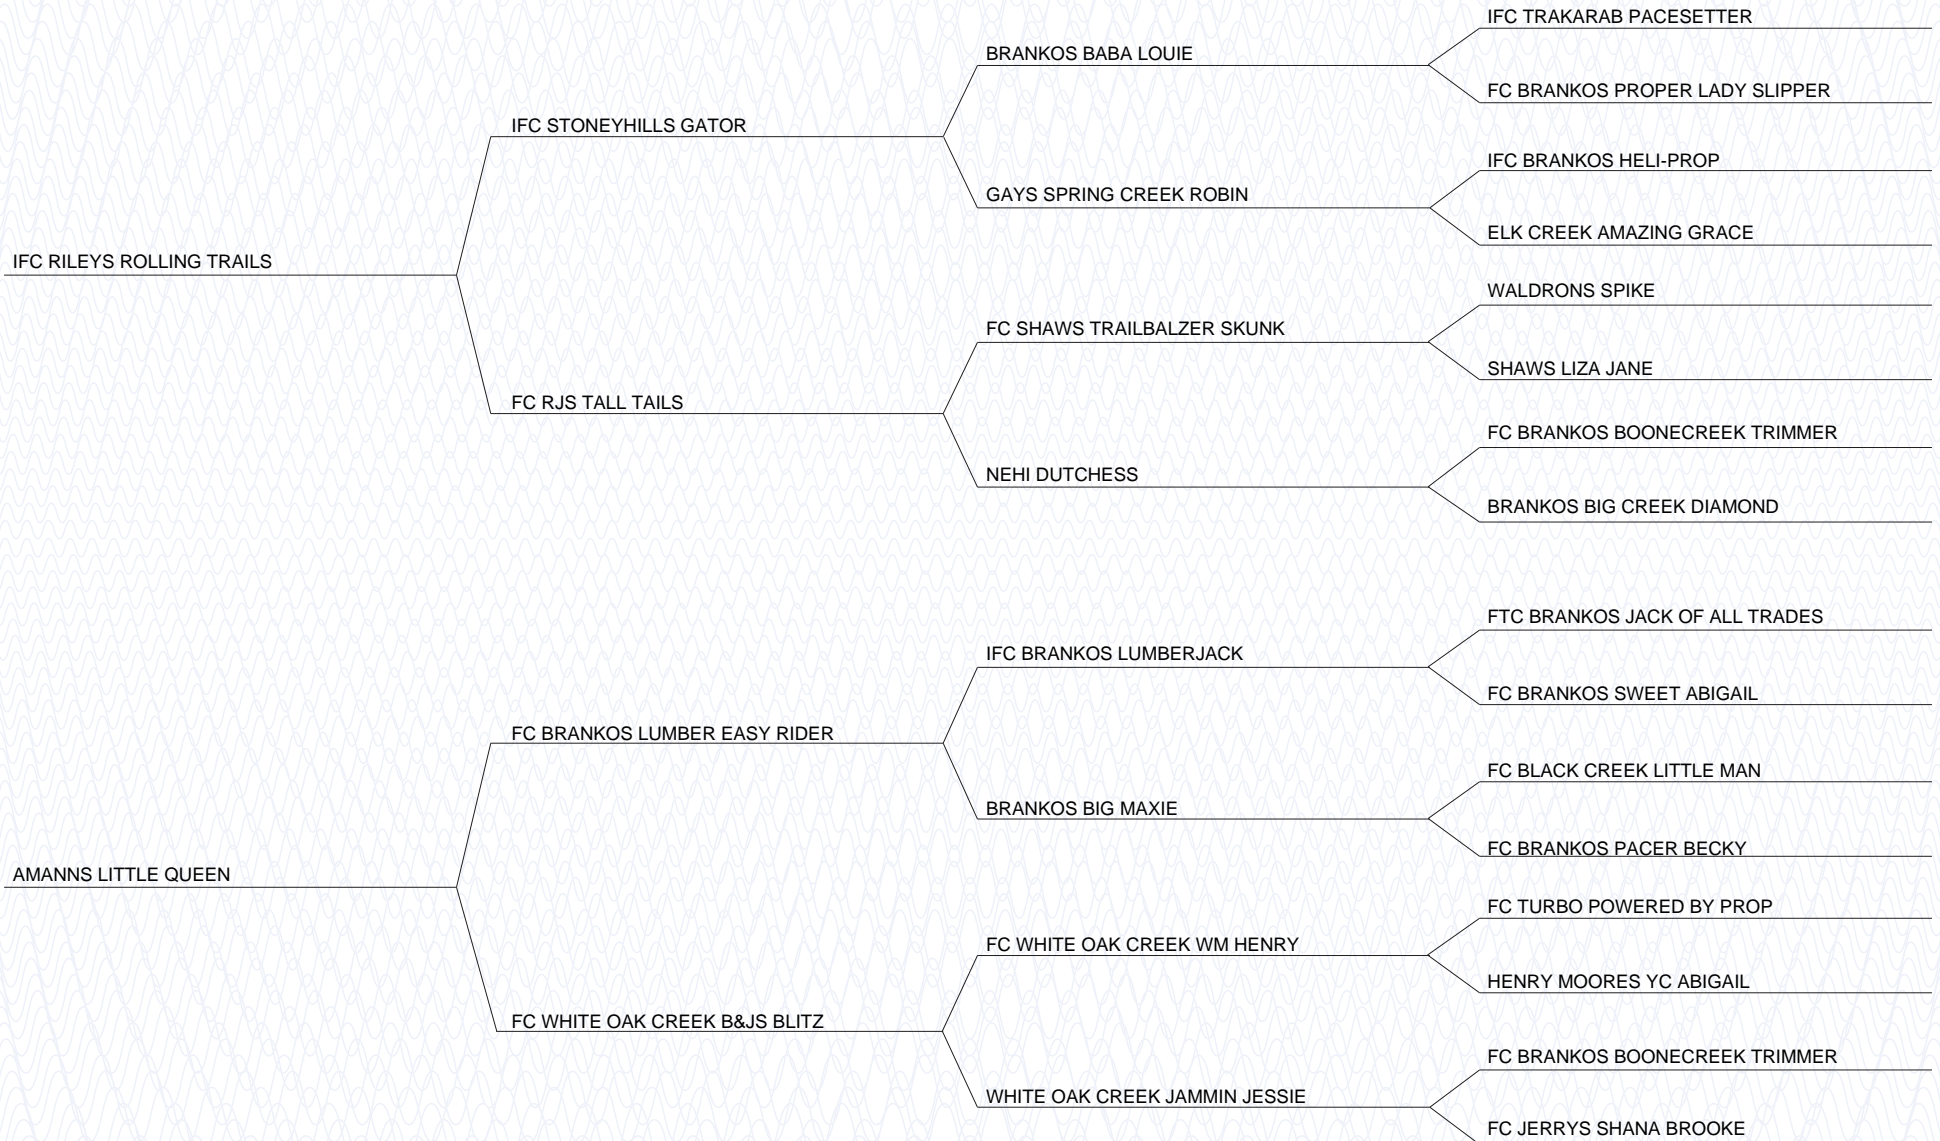 IFC TRAKARAB PACESETTER
BRANKOS BABA LOUIE
FC BRANKOS PROPER LADY SLIPPER
IFC STONEYHILLS GATOR
IFC BRANKOS HELI-PROP
GAYS SPRING CREEK ROBIN
ELK CREEK AMAZING GRACE
IFC RILEYS ROLLING TRAILS
WALDRONS SPIKE
FC SHAWS TRAILBALZER SKUNK
SHAWS LIZA JANE
FC RJS TALL TAILS
FC BRANKOS BOONECREEK TRIMMER
NEHI DUTCHESS
BRANKOS BIG CREEK DIAMOND
FTC BRANKOS JACK OF ALL TRADES
IFC BRANKOS LUMBERJACK
FC BRANKOS SWEET ABIGAIL
FC BRANKOS LUMBER EASY RIDER
FC BLACK CREEK LITTLE MAN
BRANKOS BIG MAXIE
FC BRANKOS PACER BECKY
AMANNS LITTLE QUEEN
FC TURBO POWERED BY PROP
FC WHITE OAK CREEK WM HENRY
HENRY MOORES YC ABIGAIL
FC WHITE OAK CREEK B&JS BLITZ
FC BRANKOS BOONECREEK TRIMMER
WHITE OAK CREEK JAMMIN JESSIE
FC JERRYS SHANA BROOKE